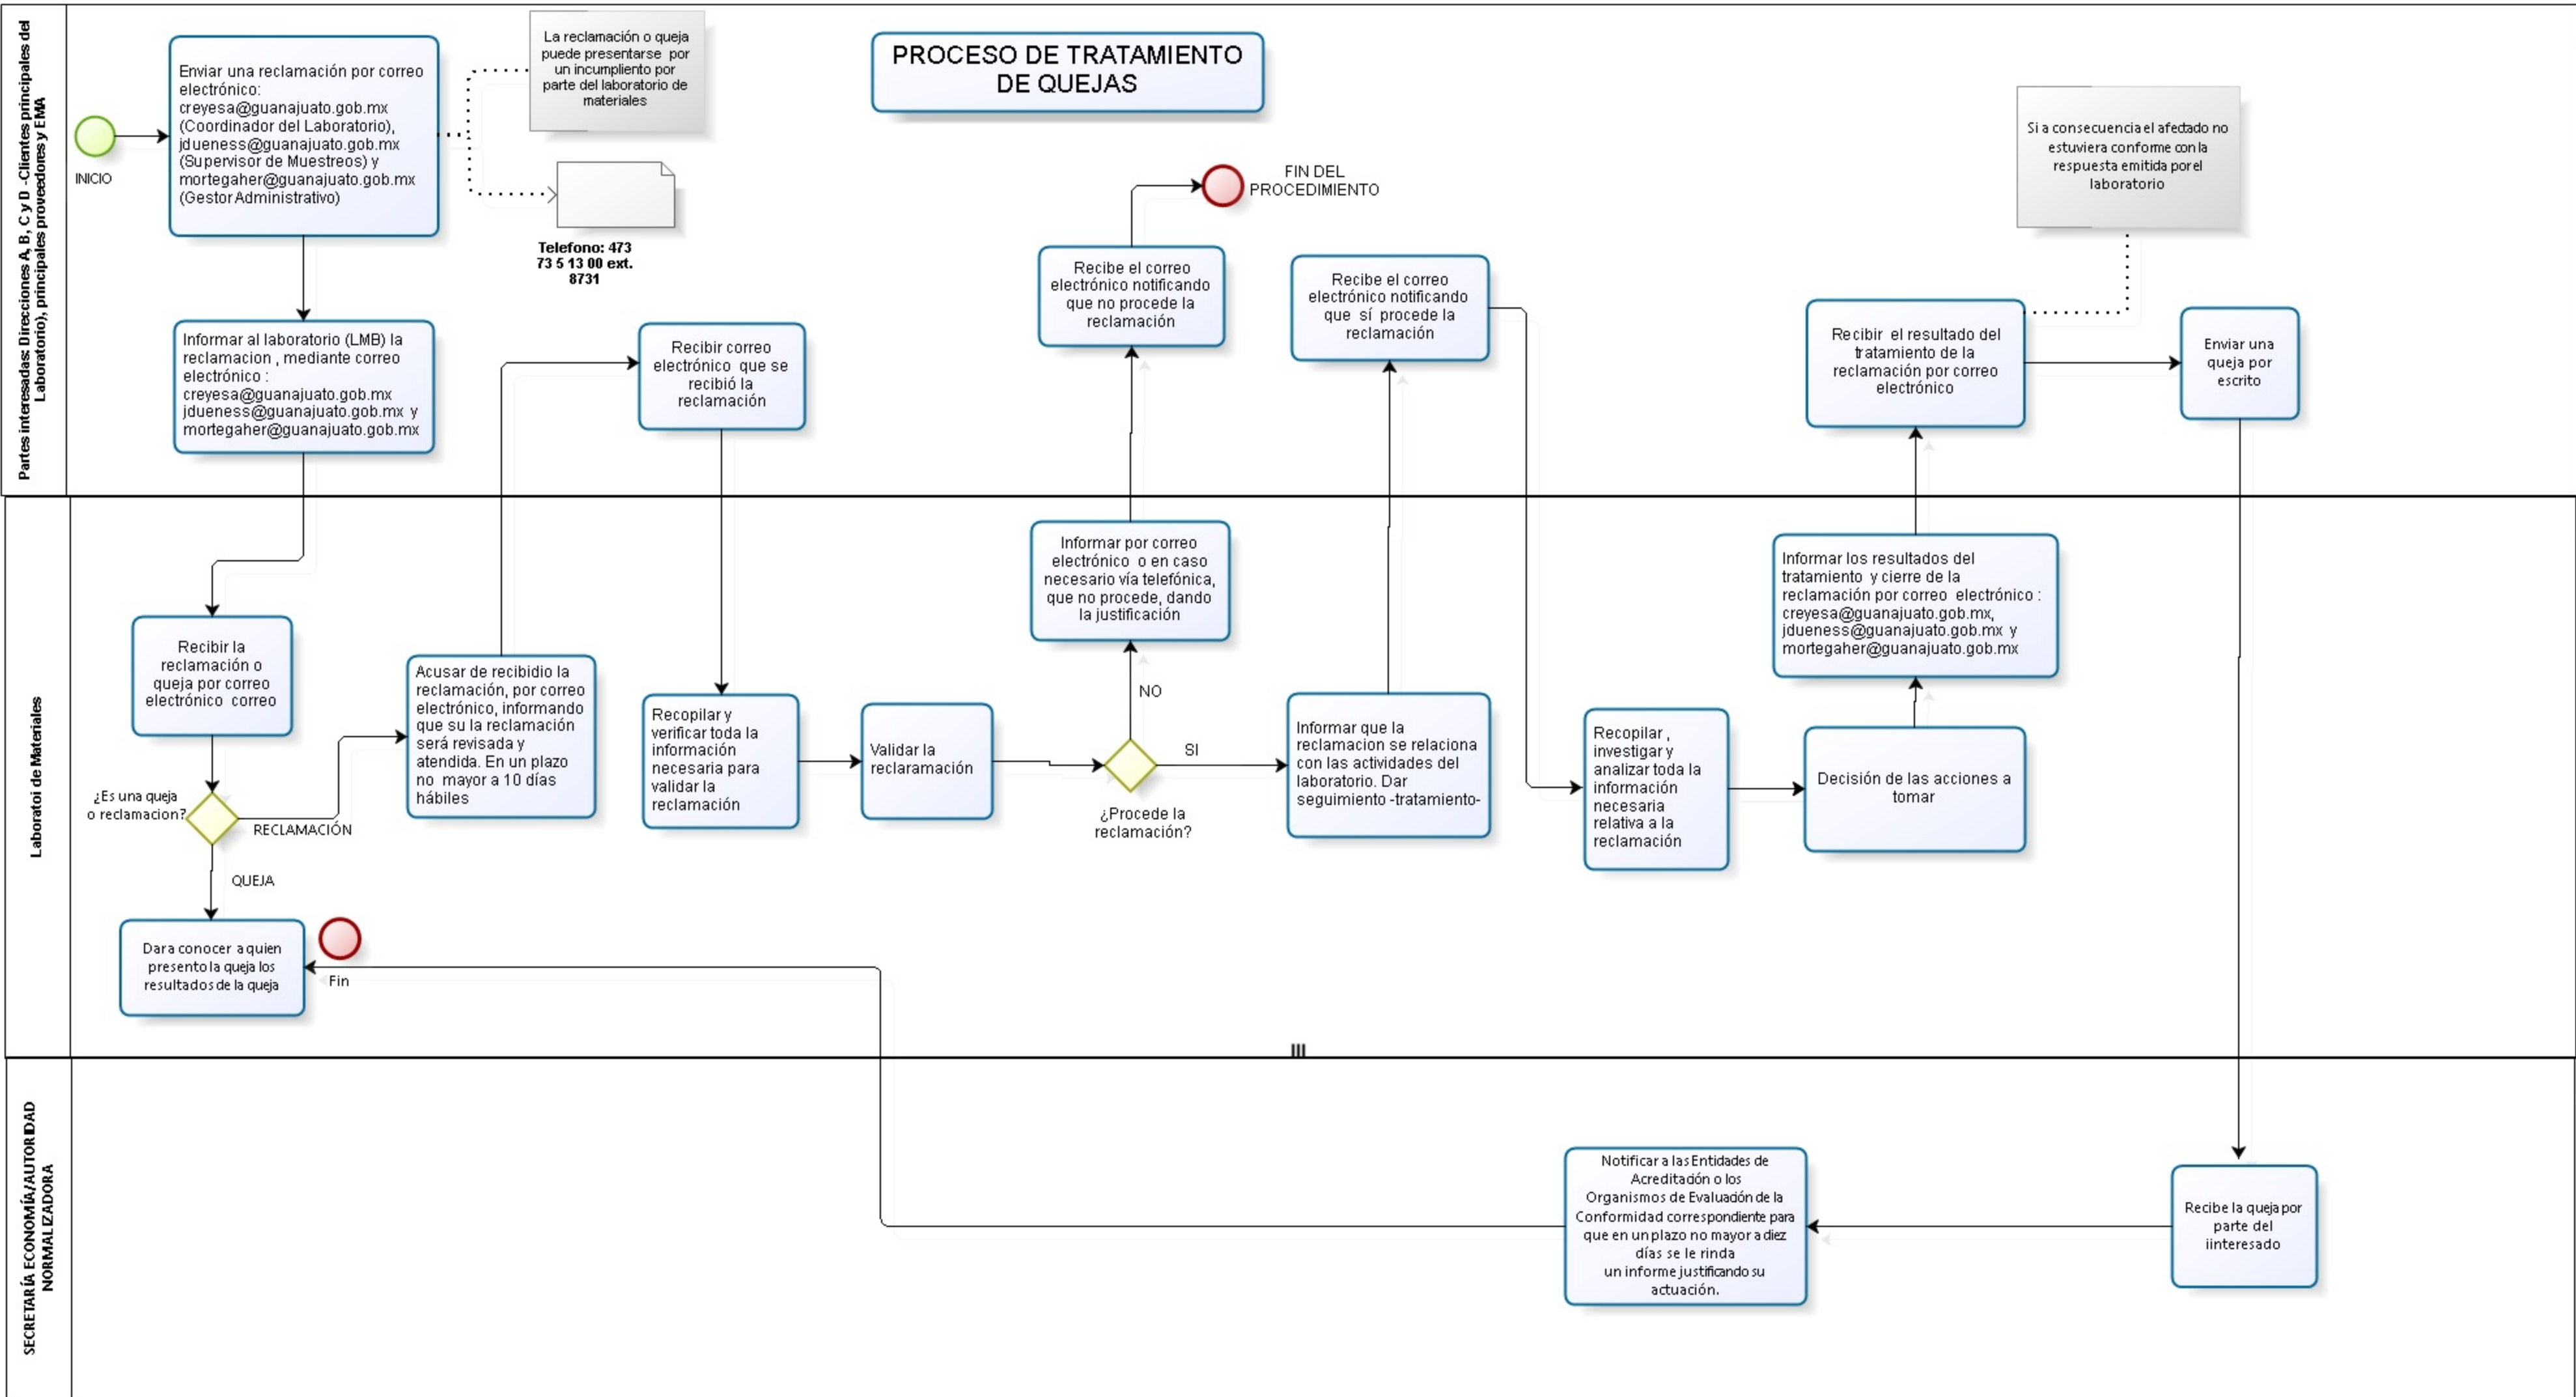 PROCESO DE TRATAMIENTO
DE QUEJAS
Partes interesadas: Direcciones A, B, C y D -Clientes principales del
Laboratorio), principales proveedores y EMA
INICIO
Enviar una reclamación por correo
electrónico:
creyesa@guanajuato.gob.mx
(Coordinador del Laboratorio),
jdueness@guanajuato.gob.mx
(Supervisor de Muestreos) y
mortegaher@guanajuato.gob.mx
(Gestor Administrativo)
La reclamación o queja
puede presentarse por
un incumpliento por
parte del laboratorio de
materiales
Telefono: 473
73 5 13 00 ext.
8731
Informar al laboratorio (LMB) la
reclamacion , mediante correo
electrónico :
creyesa@guanajuato.gob.mx
jdueness@guanajuato.gob.mx y
mortegaher@guanajuato.gob.mx
Recibir correo
electrónico que se
recibió la
reclamación
FIN DEL
PROCEDIMIENTO
Recibe el correo
electrónico notificando
que no procede la
reclamación
Recibe el correo
electrónico notificando
que sí procede la
reclamación
Si a consecuencia el afectado no
estuviera conforme con la
respuesta emitida por el
laboratorio
Recibir el resultado del
tratamiento de la
reclamación por correo
electrónico
Enviar una
queja por
escrito
Laboratoi de Materiales
Recibir la
reclamación o
queja por correo
electrónico correo
¿Es una queja
o reclamacion?
RECLAMACIÓN
QUEJA
Dara conocer a quien
presento la queja los
resultados de la queja
Fin
Acusar de recibidio la
reclamación, por correo
electrónico, informando
que su la reclamación
será revisada y
atendida. En un plazo
no mayor a 10 días
hábiles
Recopilar y
verificar toda la
información
necesaria para
validar la
reclamación
Validar la
reclaramación
Informar por correo
electrónico o en caso
necesario vía telefónica,
que no procede, dando
la justificación
NO
SI
¿Procede la
reclamación?
Informar que la
reclamacion se relaciona
con las actividades del
laboratorio. Dar
seguimiento -tratamiento-
Recopilar ,
investigar y
analizar toda la
información
necesaria
relativa a la
reclamación
Decisión de las acciones a
tomar
Informar los resultados del
tratamiento y cierre de la
reclamación por correo electrónico :
creyesa@guanajuato.gob.mx,
jdueness@guanajuato.gob.mx y
mortegaher@guanajuato.gob.mx
SECRETARÍA ECONOMÍA/AUTORIDAD
NORMALIZADORA
Notificar a las Entidades de
Acreditación o los
Organismos de Evaluación de la
Conformidad correspondiente para
que en un plazo no mayor a diez
días se le rinda
un informe justificando su
actuación.
Recibe la queja por
parte del
iinteresado